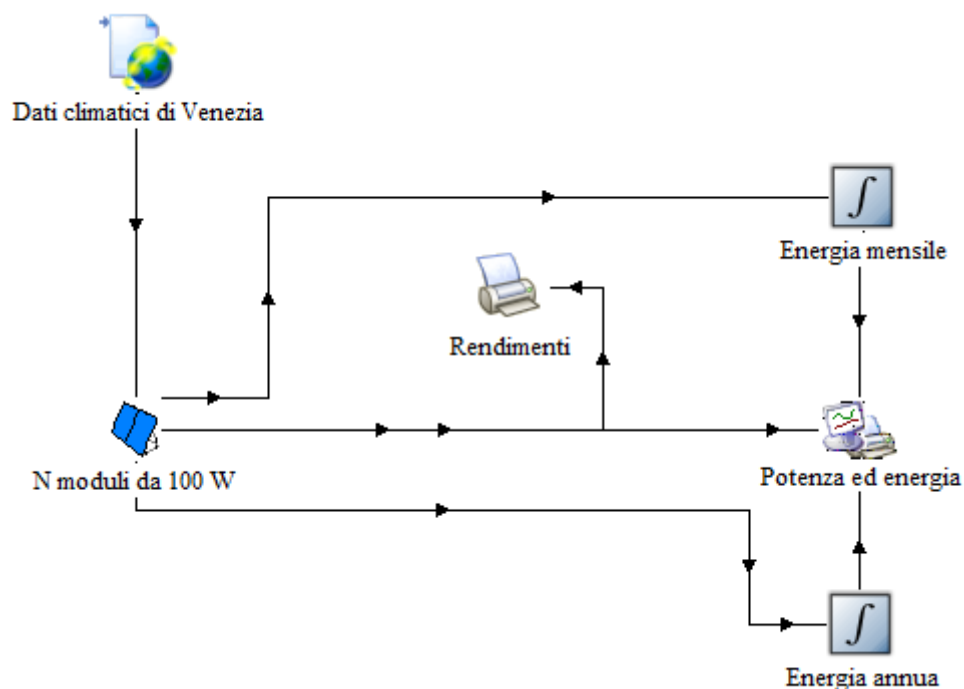 Dati climatici di Venezia
Energia mensile
Rendimenti
N moduli da 100 W
Potenza ed energia
Energia annua